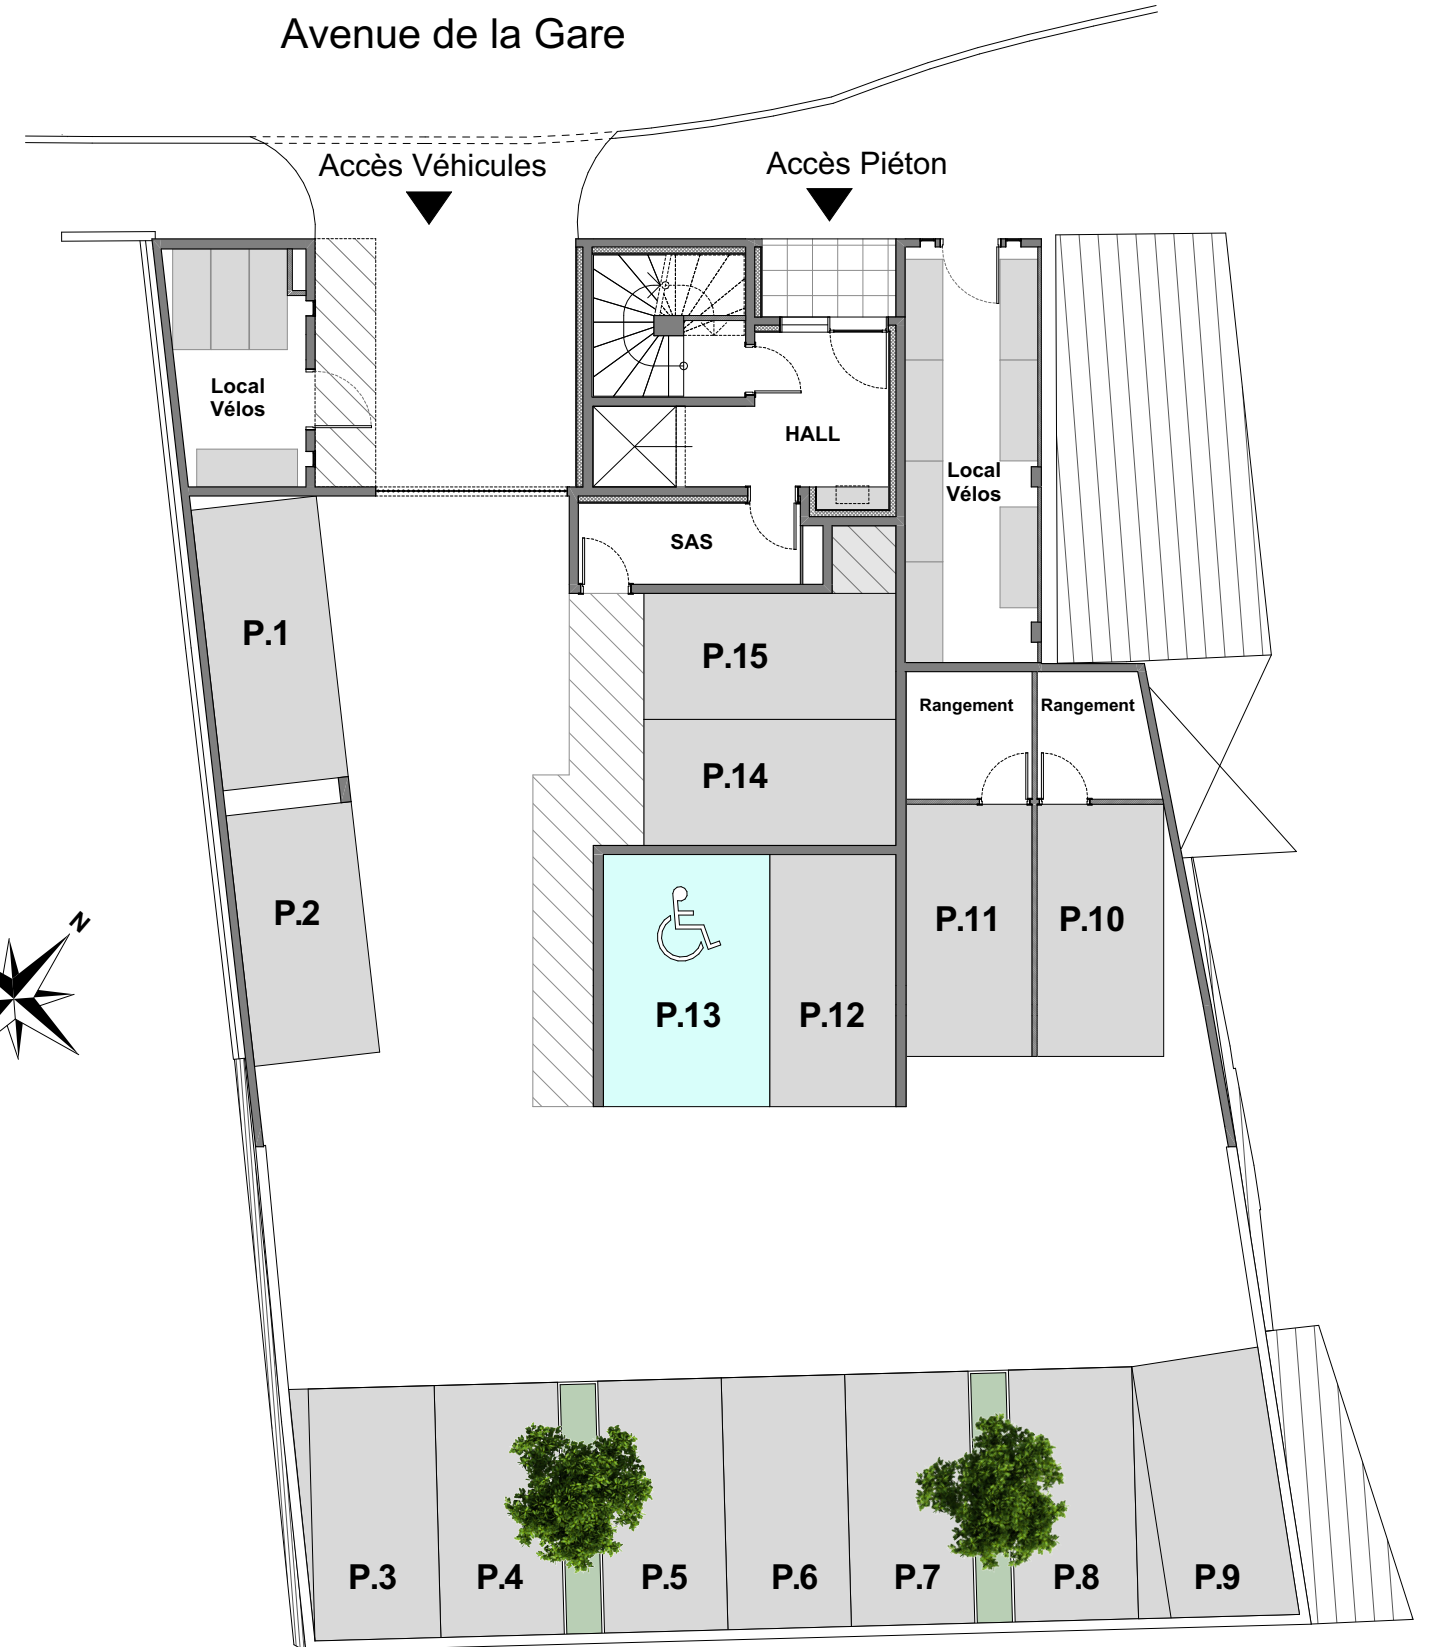 Avenue de la Gare
Accès Véhicules
Accès Piéton
Local
Vélos
HALL
Local
Vélos
SAS
P.1
P.15
Rangement
Rangement
P.14
P.2
N
P.11
P.10
P.13
P.12
P.3
P.4
P.5
P.6
P.7
P.8
P.9